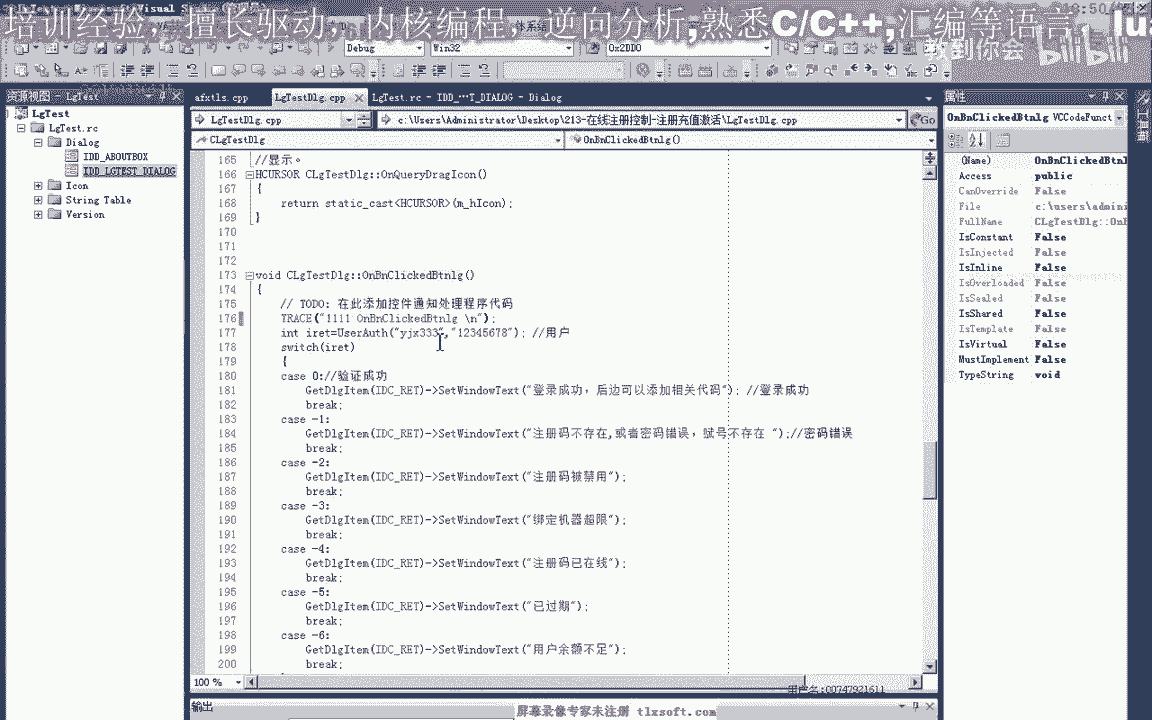 培训经验,擅长驱动,内核编程,逆向分析,熟悉C/C++,汇编等语言
教到你会 bilibili
Debug Win32 0x2DD0
资源视图 - LgTest
LgTest
LgTest.rc
Dialog
IDD_ABOUTBOX
IDD_LGTEST_DIALOG
Icon
String Table
Version
afxtls.cpp LgTestDlg.cpp LgTest.rc - IDD_···T_DIALOG - Dialog
LgTestDlg.cpp c:\Users\Administrator\Desktop\213-在线注册控制-注册充值激活\LgTestDlg.cpp Go
CLgTestDlg OnBnClickedBtnlg()
165 //显示。
166 HCURSOR CLgTestDlg::OnQueryDragIcon()
167 {
168 return static_cast<HCURSOR>(m_hIcon);
169 }
170
171
172
173 void CLgTestDlg::OnBnClickedBtnlg()
174 {
175 // TODO: 在此添加控件通知处理程序代码
176 TRACE("1111 OnBnClickedBtnlg \n");
177 int iret=UserAuth("yjx333","12345678"); //用户
178 switch(iret)
179 {
180 case 0://验证成功
181 GetDlgItem(IDC_RET)->SetWindowText("登录成功，后边可以添加相关代码"); //登录成功
182 break;
183 case -1:
184 GetDlgItem(IDC_RET)->SetWindowText("注册码不存在,或者密码错误，账号不存在 ");//密码错误
185 break;
186 case -2:
187 GetDlgItem(IDC_RET)->SetWindowText("注册码被禁用");
188 break;
189 case -3:
190 GetDlgItem(IDC_RET)->SetWindowText("绑定机器超限");
191 break;
192 case -4:
193 GetDlgItem(IDC_RET)->SetWindowText("注册码已在线");
194 break;
195 case -5:
196 GetDlgItem(IDC_RET)->SetWindowText("已过期");
197 break;
198 case -6:
199 GetDlgItem(IDC_RET)->SetWindowText("用户余额不足");
200 break;
100 %
输出
用户名:00747921611
屏幕录像专家未注册 tlxsoft.com
属性
OnBnClickedBtnlg VCCodeFunct
(Name) OnBnClickedBtnl
Access public
CanOverride False
File c:\users\admini
FullName CLgTestDlg::OnB
IsConstant False
IsInjected False
IsInline False
IsOverloaded False
IsSealed False
IsShared False
IsTemplate False
IsVirtual False
MustImplement False
TypeString void